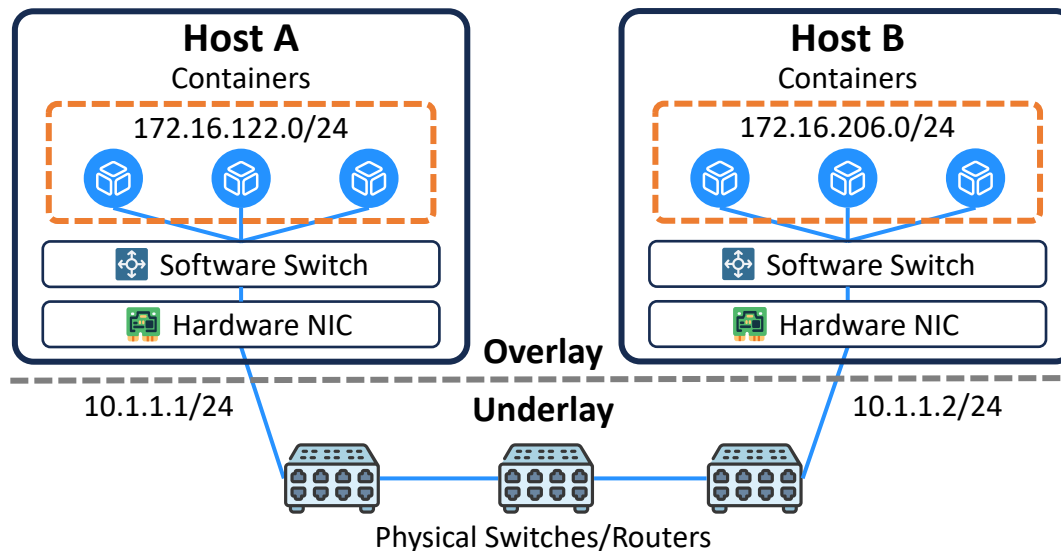 Host A
Containers
172.16.122.0/24
Software Switch
Hardware NIC
Host B
Containers
172.16.206.0/24
Software Switch
Hardware NIC
Overlay
10.1.1.1/24
Underlay
10.1.1.2/24
Physical Switches/Routers